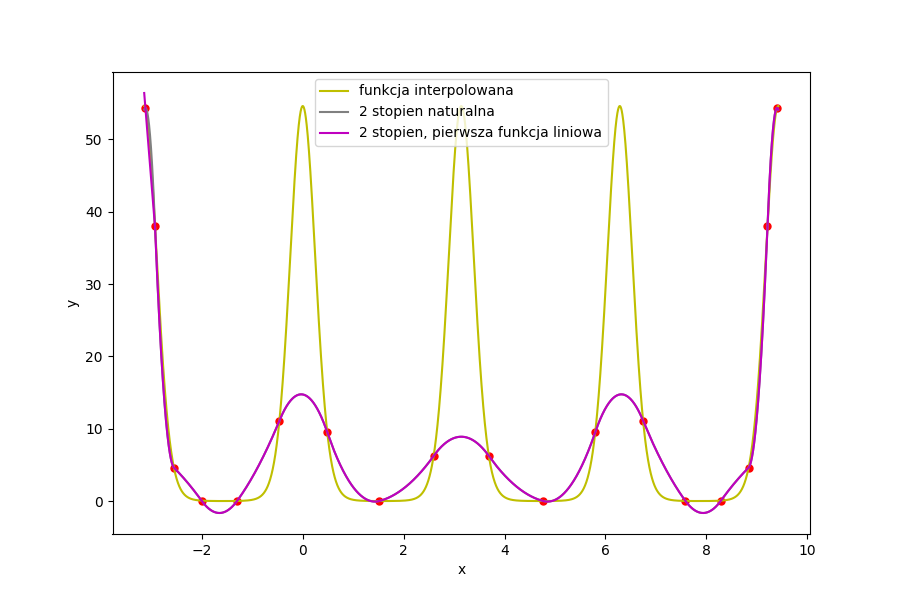 funkcja interpolowana
2 stopien naturalna
2 stopien, pierwsza funkcja liniowa
50
40
30
20
10
0
y
−2
0
2
4
6
8
10
x